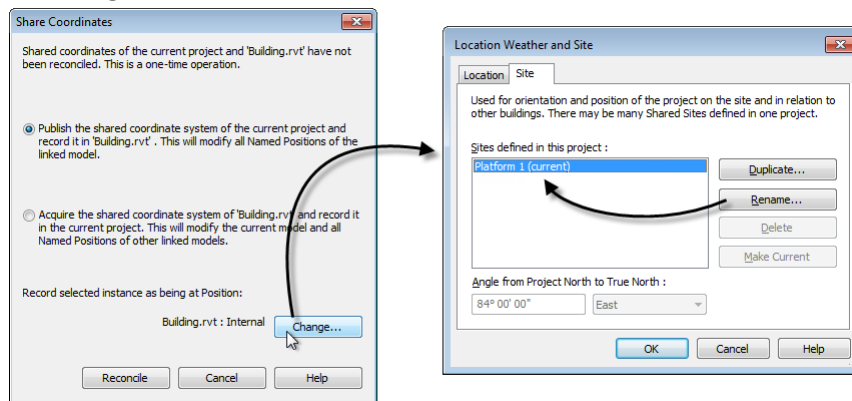 Share Coordinates
Shared coordinates of the current project and 'Building.rvt' have not
been reconciled. This is a one-time operation.
Publish the shared coordinate system of the current project and
record it in 'Building.rvt' . This will modify all Named Positions of the
linked model.
Acquire the shared coordinate system of 'Building.rvt' and record it
in the current project. This will modify the current model and all
Named Positions of other linked models.
Record selected instance as being at Position:
Building.rvt : Internal
Change...
Reconcile
Cancel
Help
Location Weather and Site
Location
Site
Used for orientation and position of the project on the site and in relation to
other buildings. There may be many Shared Sites defined in one project.
Sites defined in this project :
Platform 1 (current)
Duplicate...
Rename...
Delete
Make Current
Angle from Project North to True North :
84° 00' 00"
East
OK
Cancel
Help